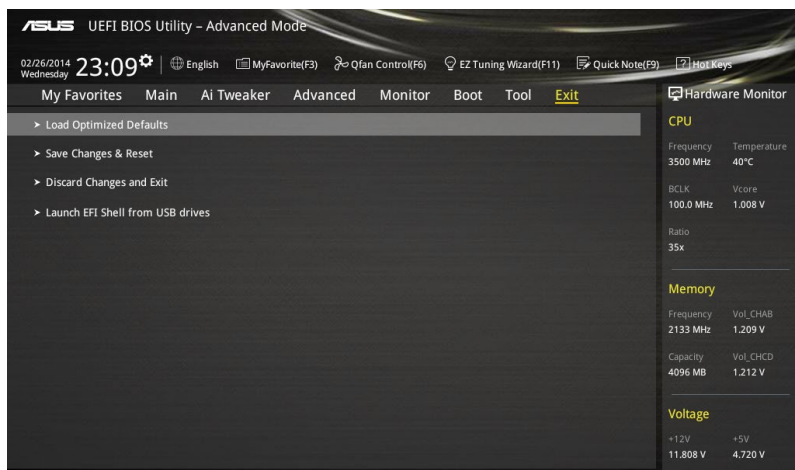 ASUS UEFI BIOS Utility – Advanced Mode
02/26/2014 Wednesday 23:09 English MyFavorite(F3) Qfan Control(F6) EZ Tuning Wizard(F11) Quick Note(F9) ? Hot Keys
My Favorites Main Ai Tweaker Advanced Monitor Boot Tool Exit
> Load Optimized Defaults
> Save Changes & Reset
> Discard Changes and Exit
> Launch EFI Shell from USB drives
Hardware Monitor
CPU
Frequency Temperature
3500 MHz 40°C
BCLK Vcore
100.0 MHz 1.008 V
Ratio
35x
Memory
Frequency Vol_CHAB
2133 MHz 1.209 V
Capacity Vol_CHCD
4096 MB 1.212 V
Voltage
+12V +5V
11.808 V 4.720 V